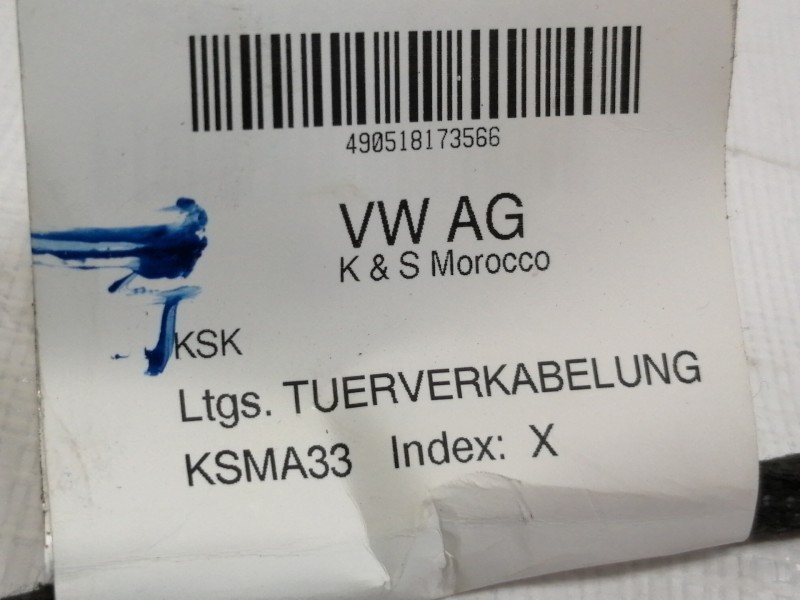 490518173566
VW AG
K & S Morocco
KSK
Ltgs. TUERVERKABELUNG
KSMA33 Index: X